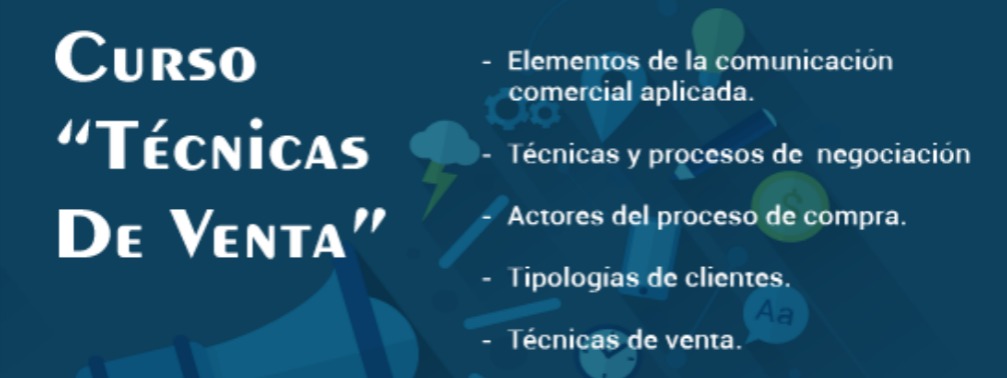 CURSO
“TÉCNICAS
DE VENTA”
- Elementos de la comunicación
comercial aplicada.
- Técnicas y procesos de negociación
- Actores del proceso de compra.
- Tipologías de clientes.
- Técnicas de venta.
Aa
$